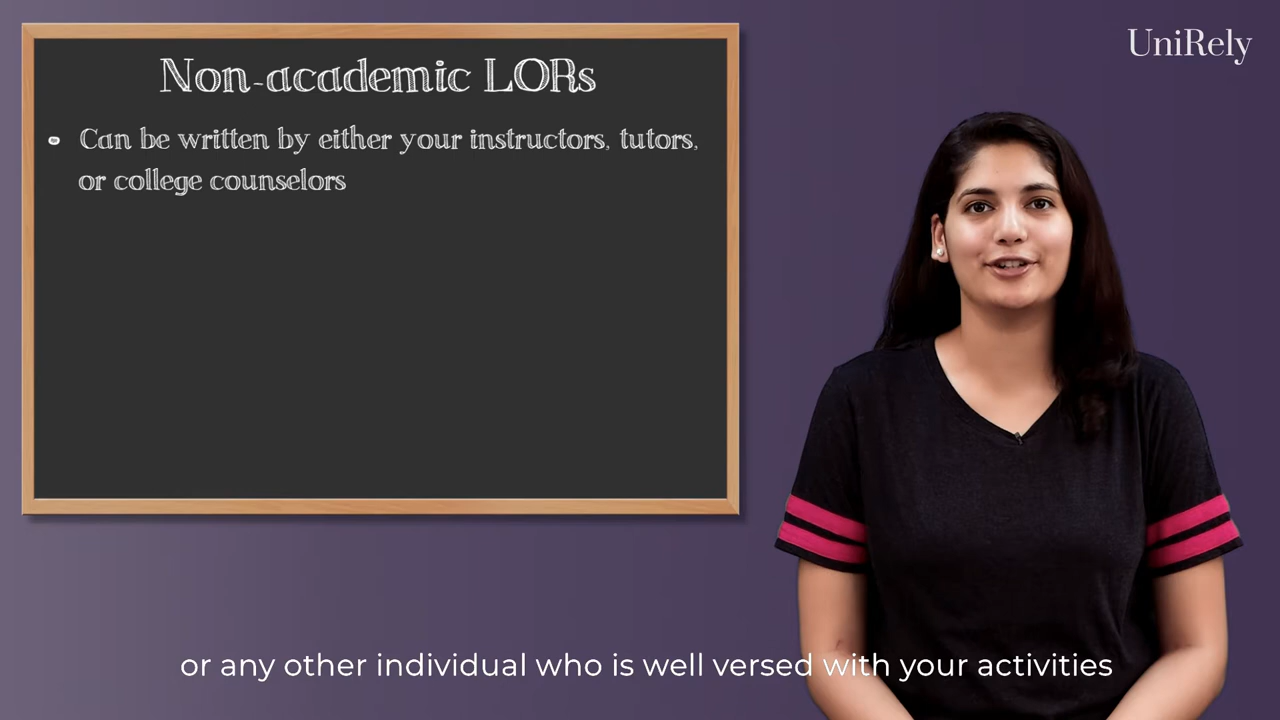 UniRely
Non-academic LORs
Can be written by either your instructors, tutors,
or college counselors
or any other individual who is well versed with your activities